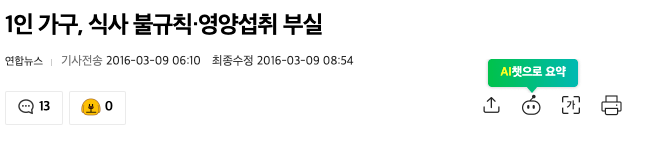 1인 가구, 식사 불규칙·영양섭취 부실
연합뉴스 | 기사전송 2016-03-09 06:10 최종수정 2016-03-09 08:54
AI챗으로 요약
13 0 가